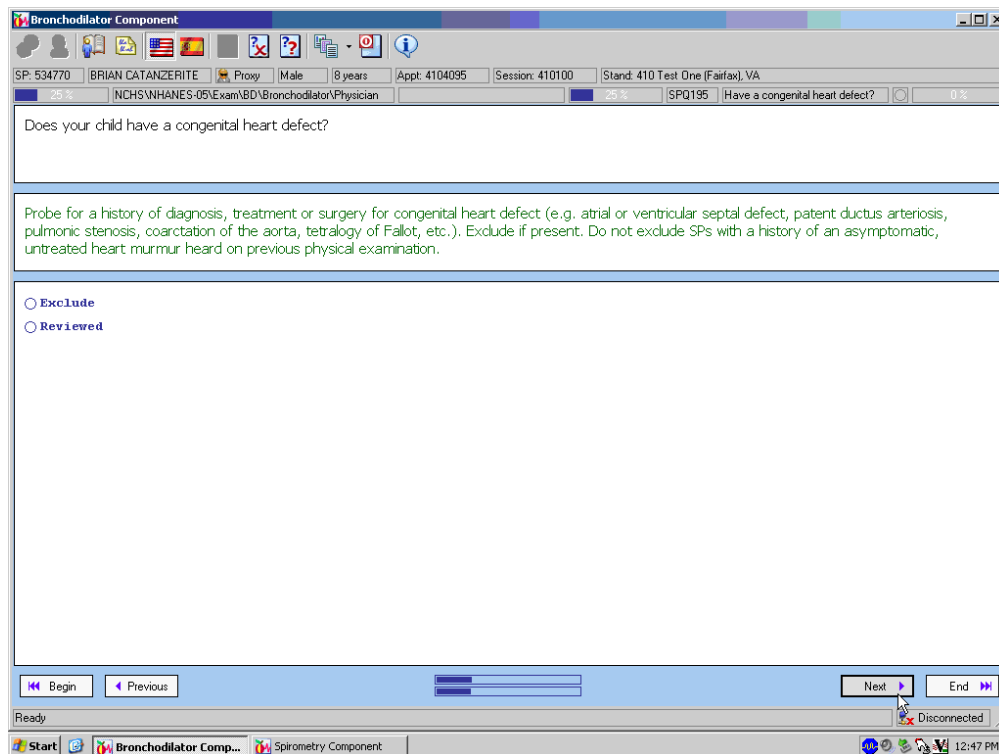 Bronchodilator Component
SP: 534770 BRIAN CATANZERITE Proxy Male 8 years Appt: 4104095 Session: 410100 Stand: 410 Test One (Fairfax), VA
25 % NCHS\NHANES-05\Exam\BD\Bronchodilator\Physician 25 % SPQ195 Have a congenital heart defect? 0 %
Does your child have a congenital heart defect?
Probe for a history of diagnosis, treatment or surgery for congenital heart defect (e.g. atrial or ventricular septal defect, patent ductus arteriosis,
pulmonic stenosis, coarctation of the aorta, tetralogy of Fallot, etc.). Exclude if present. Do not exclude SPs with a history of an asymptomatic,
untreated heart murmur heard on previous physical examination.
Exclude
Reviewed
Begin Previous Next End
Ready Disconnected
Start Bronchodilator Comp... Spirometry Component 12:47 PM